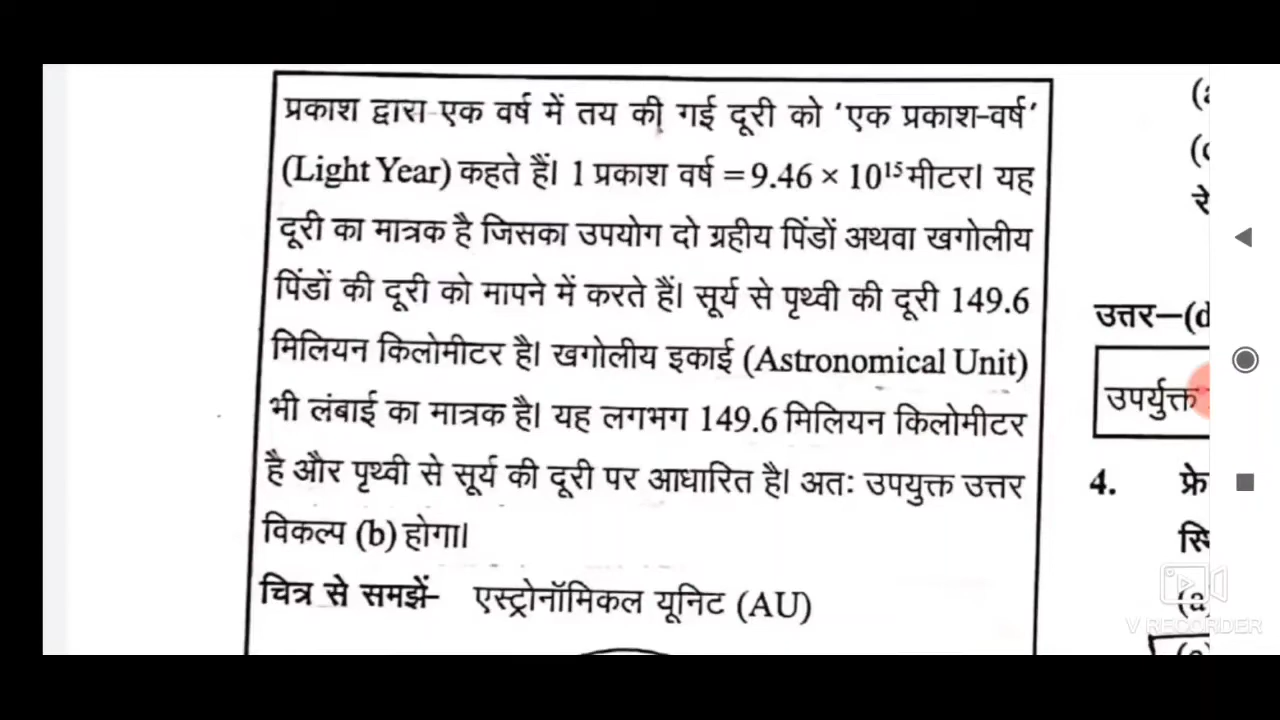 प्रकाश द्वारा एक वर्ष में तय की गई दूरी को ‘एक प्रकाश-वर्ष’
(Light Year) कहते हैं। 1 प्रकाश वर्ष = 9.46 × 10¹⁵ मीटर। यह
दूरी का मात्रक है जिसका उपयोग दो ग्रहीय पिंडों अथवा खगोलीय
पिंडों की दूरी को मापने में करते हैं। सूर्य से पृथ्वी की दूरी 149.6
मिलियन किलोमीटर है। खगोलीय इकाई (Astronomical Unit)
भी लंबाई का मात्रक है। यह लगभग 149.6 मिलियन किलोमीटर
है और पृथ्वी से सूर्य की दूरी पर आधारित है। अतः उपयुक्त उत्तर
विकल्प (b) होगा।
चित्र से समझें- एस्ट्रोनॉमिकल यूनिट (AU)
रे
उत्तर—(d
उपर्युक्त
4. फ्रे
स्थि
(a)
V RECORDER